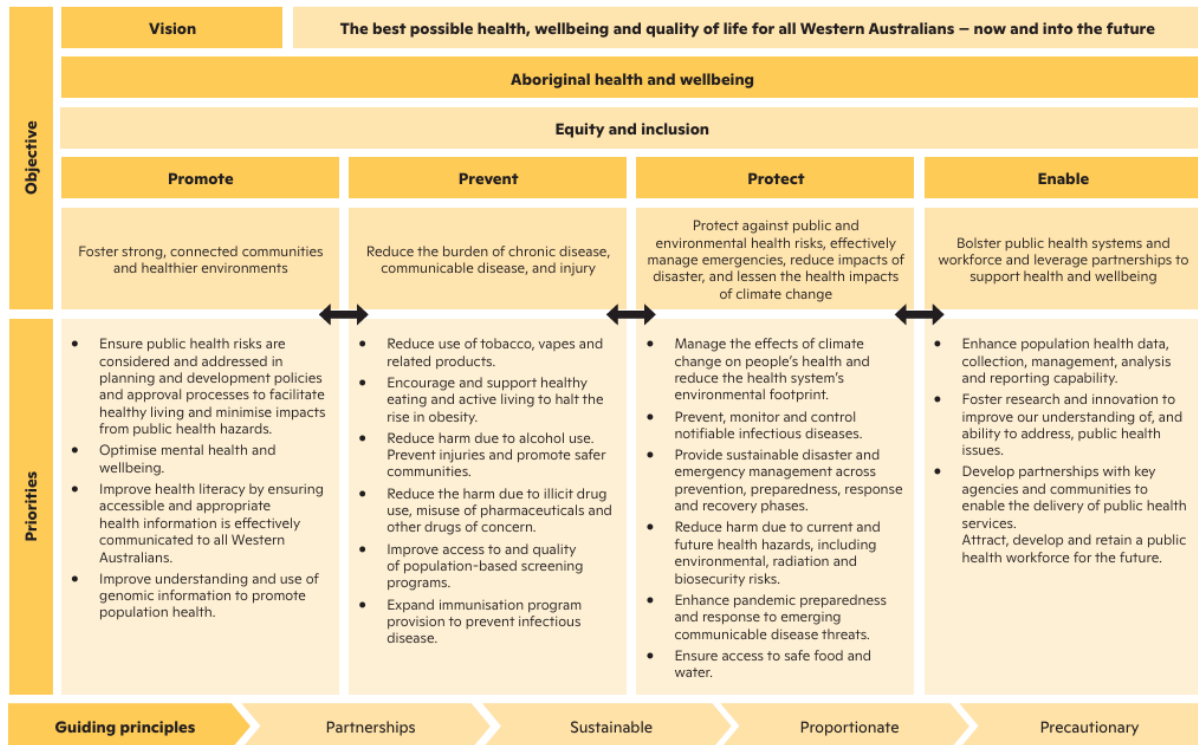 Objective
Vision
The best possible health, wellbeing and quality of life for all Western Australians – now and into the future
Aboriginal health and wellbeing
Equity and inclusion
Promote
Prevent
Protect
Enable
Foster strong, connected communities
and healthier environments
Reduce the burden of chronic disease,
communicable disease, and injury
Protect against public and
environmental health risks, effectively
manage emergencies, reduce impacts of
disaster, and lessen the health impacts
of climate change
Bolster public health systems and
workforce and leverage partnerships to
support health and wellbeing
Priorities
• Ensure public health risks are
considered and addressed in
planning and development policies
and approval processes to facilitate
healthy living and minimise impacts
from public health hazards.
• Optimise mental health and
wellbeing.
• Improve health literacy by ensuring
accessible and appropriate
health information is effectively
communicated to all Western
Australians.
• Improve understanding and use of
genomic information to promote
population health.
• Reduce use of tobacco, vapes and
related products.
• Encourage and support healthy
eating and active living to halt the
rise in obesity.
• Reduce harm due to alcohol use.
Prevent injuries and promote safer
communities.
• Reduce the harm due to illicit drug
use, misuse of pharmaceuticals and
other drugs of concern.
• Improve access to and quality
of population-based screening
programs.
• Expand immunisation program
provision to prevent infectious
disease.
• Manage the effects of climate
change on people's health and
reduce the health system's
environmental footprint.
• Prevent, monitor and control
notifiable infectious diseases.
• Provide sustainable disaster and
emergency management across
prevention, preparedness, response
and recovery phases.
• Reduce harm due to current and
future health hazards, including
environmental, radiation and
biosecurity risks.
• Enhance pandemic preparedness
and response to emerging
communicable disease threats.
• Ensure access to safe food and
water.
• Enhance population health data,
collection, management, analysis
and reporting capability.
• Foster research and innovation to
improve our understanding of, and
ability to address, public health
issues.
• Develop partnerships with key
agencies and communities to
enable the delivery of public health
services.
Attract, develop and retain a public
health workforce for the future.
Guiding principles
Partnerships
Sustainable
Proportionate
Precautionary